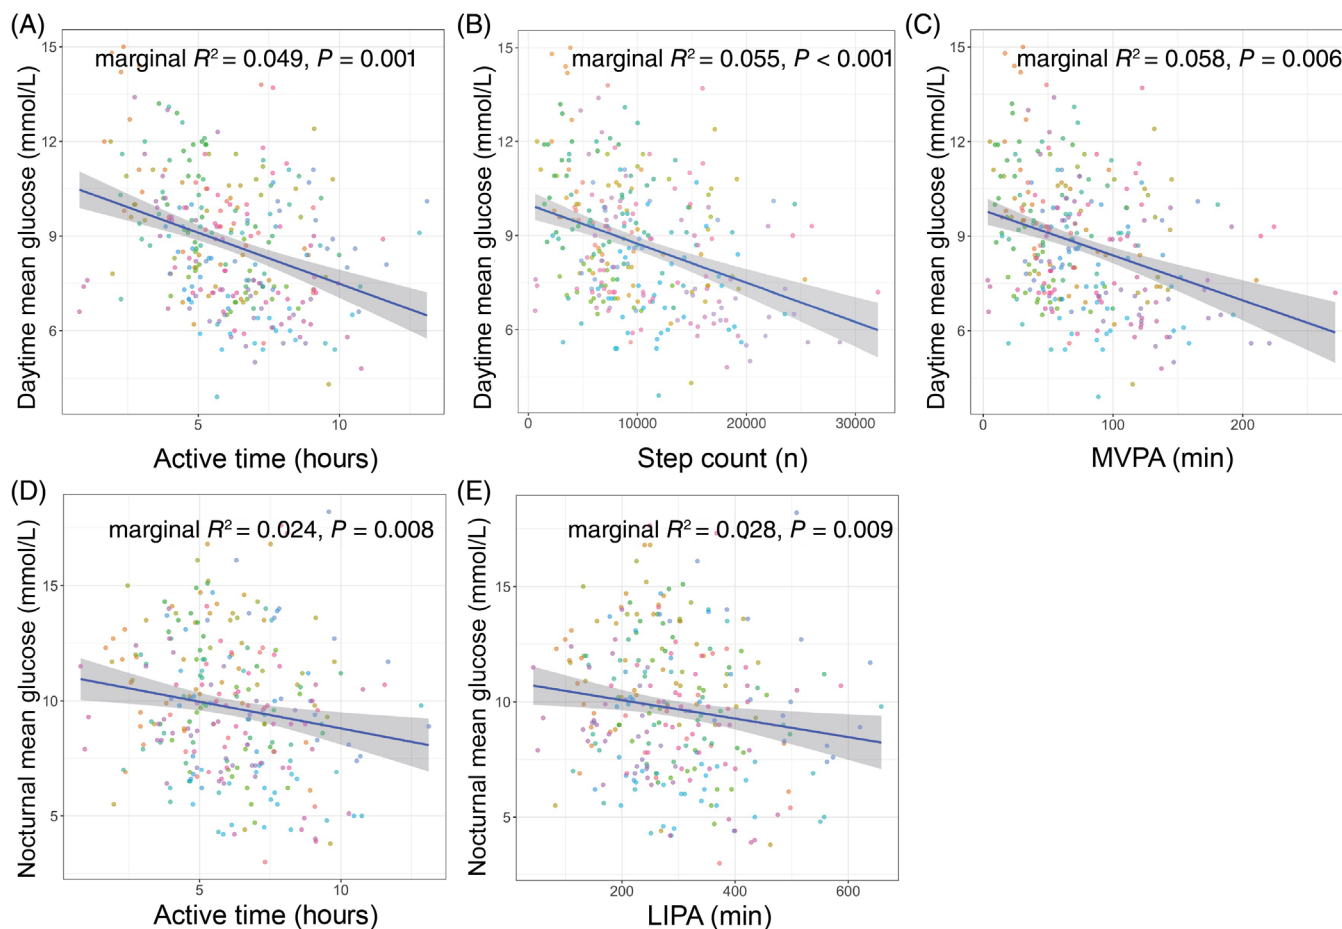 (A)
marginal R² = 0.049, P = 0.001
Daytime mean glucose (mmol/L)
15
12
9
6
5
10
Active time (hours)
(B)
marginal R² = 0.055, P < 0.001
Daytime mean glucose (mmol/L)
15
12
9
6
0
10000
20000
30000
Step count (n)
(C)
marginal R² = 0.058, P = 0.006
Daytime mean glucose (mmol/L)
15
12
9
6
0
100
200
MVPA (min)
(D)
marginal R² = 0.024, P = 0.008
Nocturnal mean glucose (mmol/L)
15
10
5
5
10
Active time (hours)
(E)
marginal R² = 0.028, P = 0.009
Nocturnal mean glucose (mmol/L)
15
10
5
200
400
600
LIPA (min)